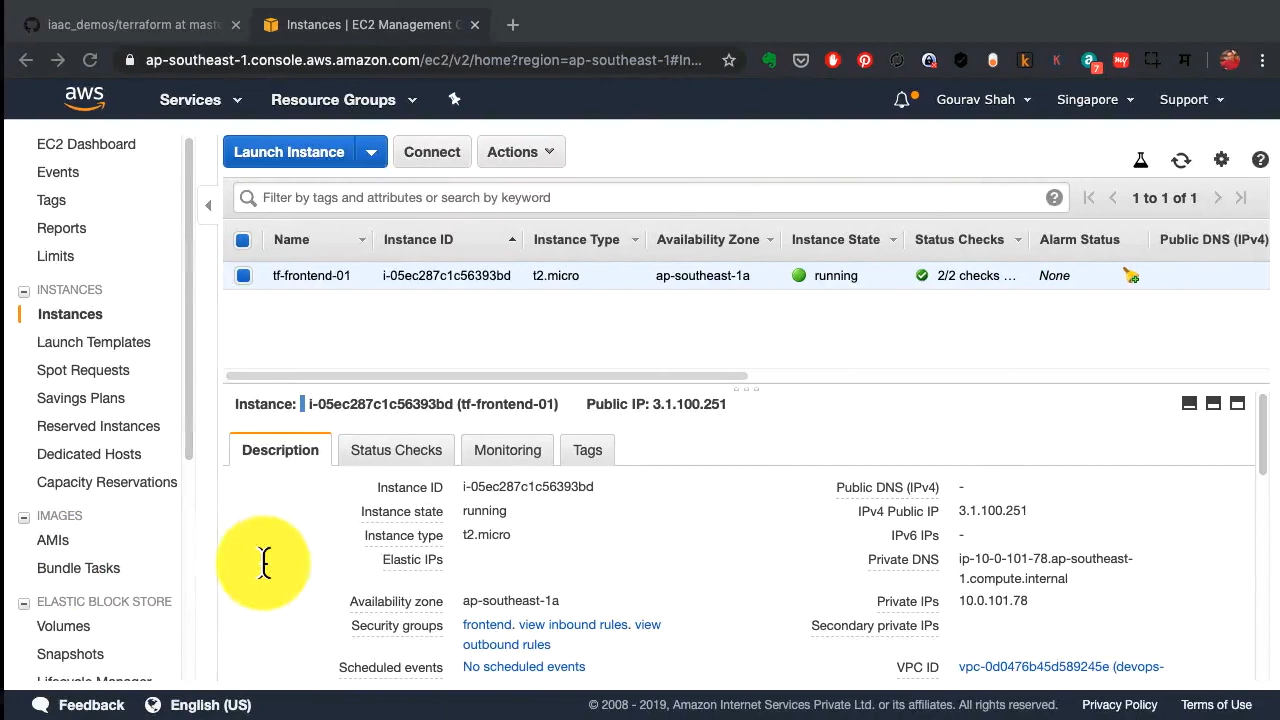 iaac_demos/terraform at maste
Instances | EC2 Management C
ap-southeast-1.console.aws.amazon.com/ec2/v2/home?region=ap-southeast-1#In...
7
aws
Services
Resource Groups
Gourav Shah
Singapore
Support
EC2 Dashboard
Events
Tags
Reports
Limits
INSTANCES
Instances
Launch Templates
Spot Requests
Savings Plans
Reserved Instances
Dedicated Hosts
Capacity Reservations
IMAGES
AMIs
Bundle Tasks
ELASTIC BLOCK STORE
Volumes
Snapshots
Lifecycle Manager
Launch Instance
Connect
Actions
Filter by tags and attributes or search by keyword
1 to 1 of 1
Name Instance ID Instance Type Availability Zone Instance State Status Checks Alarm Status Public DNS (IPv4)
tf-frontend-01 i-05ec287c1c56393bd t2.micro ap-southeast-1a running 2/2 checks ... None
Instance: i-05ec287c1c56393bd (tf-frontend-01) Public IP: 3.1.100.251
Description Status Checks Monitoring Tags
Instance ID i-05ec287c1c56393bd
Instance state running
Instance type t2.micro
Elastic IPs
Availability zone ap-southeast-1a
Security groups frontend. view inbound rules. view
outbound rules
Scheduled events No scheduled events
Public DNS (IPv4) -
IPv4 Public IP 3.1.100.251
IPv6 IPs -
Private DNS ip-10-0-101-78.ap-southeast-
1.compute.internal
Private IPs 10.0.101.78
Secondary private IPs
VPC ID vpc-0d0476b45d589245e (devops-
Feedback
English (US)
© 2008 - 2019, Amazon Internet Services Private Ltd. or its affiliates. All rights reserved.
Privacy Policy
Terms of Use